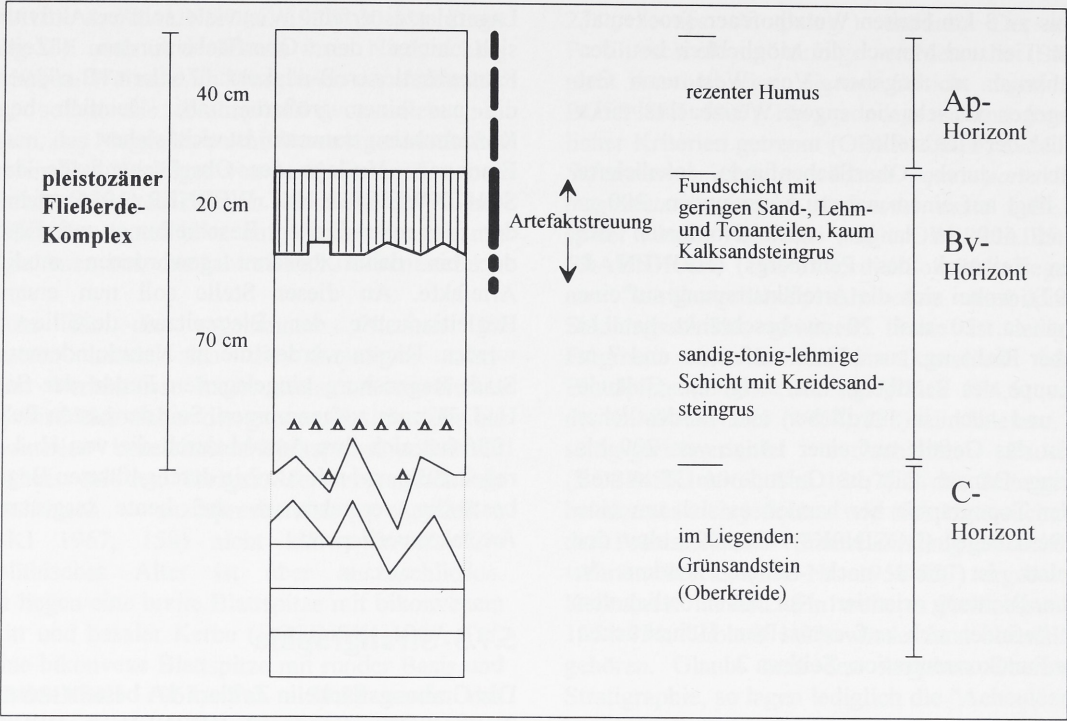 40 cm
pleistozäner
Fließerde-
Komplex
20 cm
70 cm
Artefaktstreuung
rezenter Humus
Fundschicht mit
geringen Sand-, Lehm-
und Tonanteilen, kaum
Kalksandsteingrus
sandig-tonig-lehmige
Schicht mit Kreidesand-
steingrus
im Liegenden:
Grünsandstein
(Oberkreide)
Ap-
Horizont
Bv-
Horizont
C-
Horizont